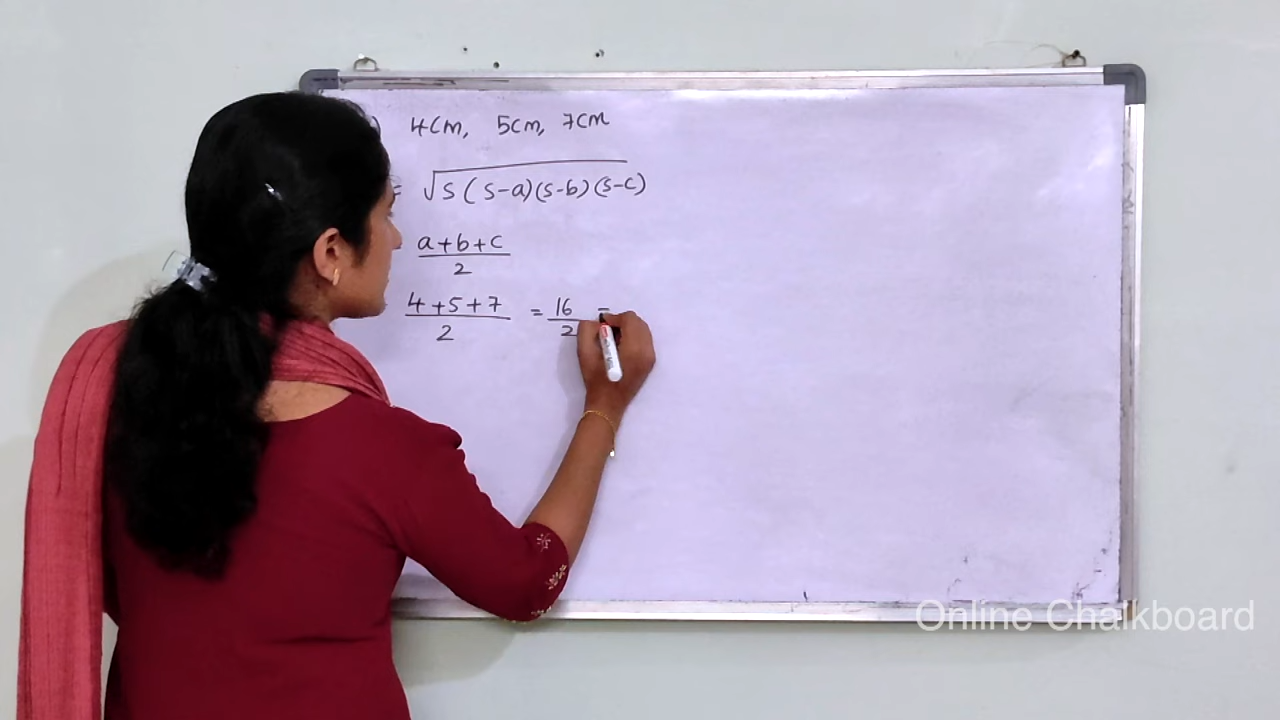 ) 4cm, 5cm, 7cm
= √s(s-a)(s-b)(s-c)
a+b+c
2
4+5+7 = 16 =
2 2
Online Chalkboard